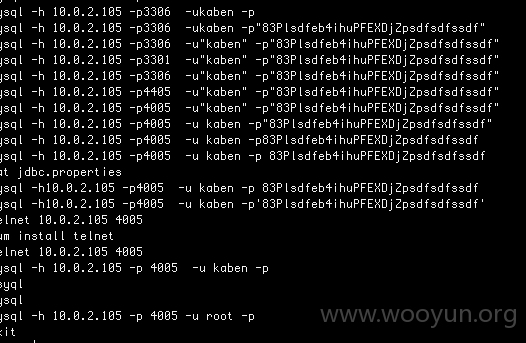 ysql -h 10.0.2.105 -p3306 -ukaben -p
ysql -h 10.0.2.105 -p3306 -ukaben -p"83Plsdfeb4ihuPFEXDjZpsdfsdfssdf"
ysql -h 10.0.2.105 -p3306 -u"kaben" -p"83Plsdfeb4ihuPFEXDjZpsdfsdfssdf"
ysql -h 10.0.2.105 -p3301 -u"kaben" -p"83Plsdfeb4ihuPFEXDjZpsdfsdfssdf"
ysql -h 10.0.2.105 -p3306 -u"kaben" -p"83Plsdfeb4ihuPFEXDjZpsdfsdfssdf"
ysql -h 10.0.2.105 -p4405 -u"kaben" -p"83Plsdfeb4ihuPFEXDjZpsdfsdfssdf"
ysql -h 10.0.2.105 -p4005 -u"kaben" -p"83Plsdfeb4ihuPFEXDjZpsdfsdfssdf"
ysql -h 10.0.2.105 -p4005 -u kaben -p"83Plsdfeb4ihuPFEXDjZpsdfsdfssdf"
ysql -h 10.0.2.105 -p4005 -u kaben -p83Plsdfeb4ihuPFEXDjZpsdfsdfssdf
ysql -h 10.0.2.105 -p4005 -u kaben -p 83Plsdfeb4ihuPFEXDjZpsdfsdfssdf
at jdbc.properties
ysql -h10.0.2.105 -p4005 -u kaben -p 83Plsdfeb4ihuPFEXDjZpsdfsdfssdf
ysql -h10.0.2.105 -p4005 -u kaben -p'83Plsdfeb4ihuPFEXDjZpsdfsdfssdf'
elnet 10.0.2.105 4005
um install telnet
elnet 10.0.2.105 4005
ysql -h 10.0.2.105 -p 4005 -u kaben -p
syql
ysql
ysql -h 10.0.2.105 -p 4005 -u root -p
xit
www.wooyun.org